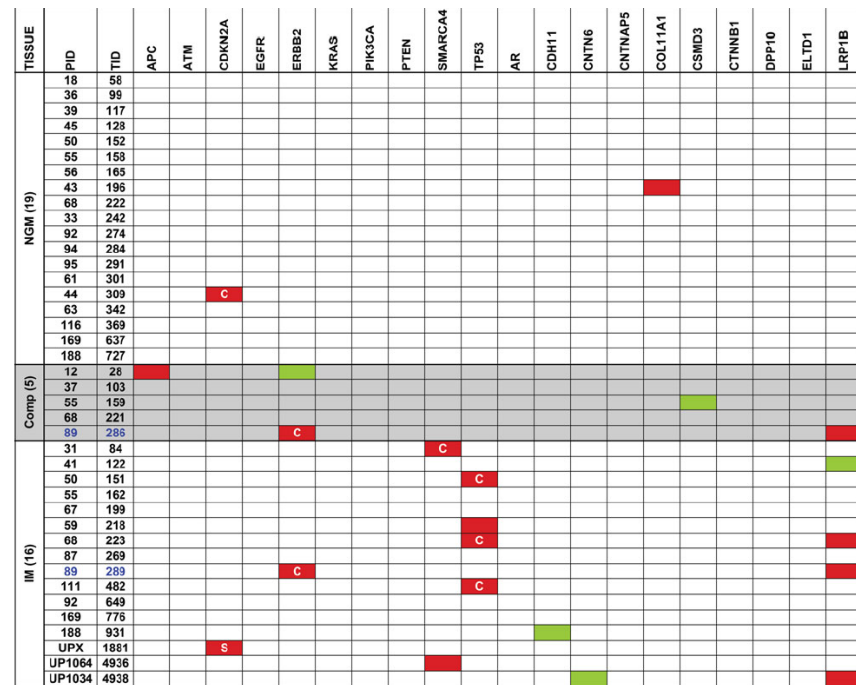 TISSUE PID TID APC ATM CDKN2A EGFR ERBB2 KRAS PIK3CA PTEN SMARCA4 TP53 AR CDH11 CNTN6 CNTNAP5 COL11A1 CSMD3 CTNNB1 DPP10 ELTD1 LRP1B
NGM (19)
18 58
36 99
39 117
45 128
50 152
55 158
56 165
43 196
68 222
33 242
92 274
94 284
95 291
61 301
44 309 C
63 342
116 369
169 637
188 727
Comp (5)
12 28
37 103
55 159
68 221
89 286 C
IM (16)
31 84 C
41 122
50 151 C
55 162
67 199
59 218
68 223 C
87 269
89 289 C
111 482 C
92 649
169 776
188 931
UPX 1881 S
UP1064 4936
UP1034 4938